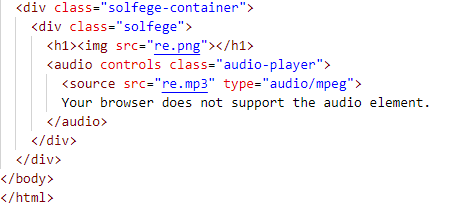 <div class="solfege-container">
<div class="solfege">
<h1><img src="re.png"></h1>
<audio controls class="audio-player">
<source src="re.mp3" type="audio/mpeg">
Your browser does not support the audio element.
</audio>
</div>
</div>
</body>
</html>